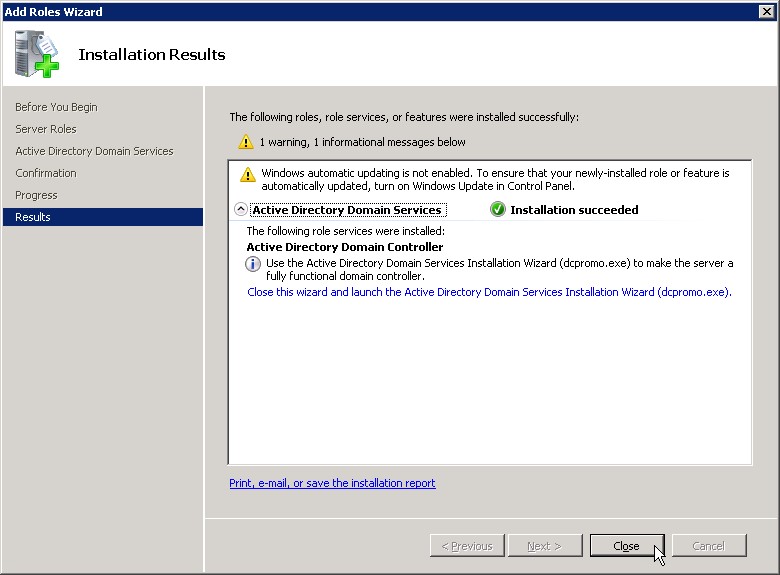 Add Roles Wizard
Installation Results
Before You Begin
Server Roles
Active Directory Domain Services
Confirmation
Progress
Results
The following roles, role services, or features were installed successfully:
1 warning, 1 informational messages below
Windows automatic updating is not enabled. To ensure that your newly-installed role or feature is
automatically updated, turn on Windows Update in Control Panel.
Active Directory Domain Services Installation succeeded
The following role services were installed:
Active Directory Domain Controller
Use the Active Directory Domain Services Installation Wizard (dcpromo.exe) to make the server a
fully functional domain controller.
Close this wizard and launch the Active Directory Domain Services Installation Wizard (dcpromo.exe).
Print, e-mail, or save the installation report
< Previous Next > Close Cancel